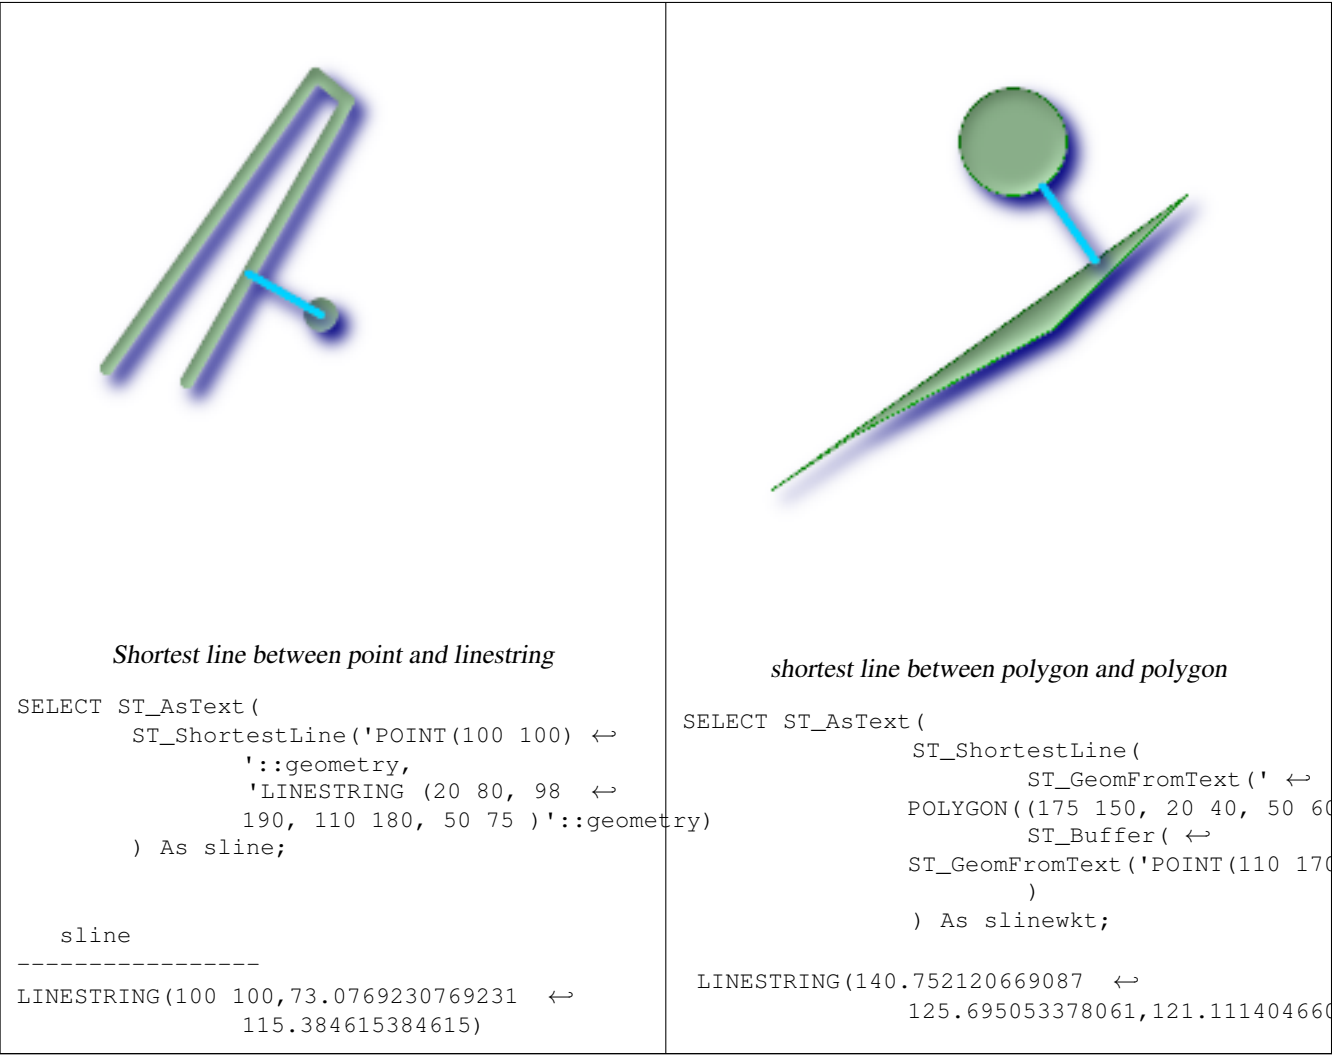 Shortest line between point and linestring
SELECT ST_AsText(
ST_ShortestLine('POINT(100 100) ↩
'::geometry,
'LINESTRING (20 80, 98 ↩
190, 110 180, 50 75 )'::geometry)
) As sline;
sline
-----------------
LINESTRING(100 100,73.0769230769231 ↩
115.384615384615)
shortest line between polygon and polygon
SELECT ST_AsText(
ST_ShortestLine(
ST_GeomFromText(' ↩
POLYGON((175 150, 20 40, 50 60
ST_Buffer( ↩
ST_GeomFromText('POINT(110 170
)
) As slinewkt;
LINESTRING(140.752120669087 ↩
125.695053378061,121.111404660